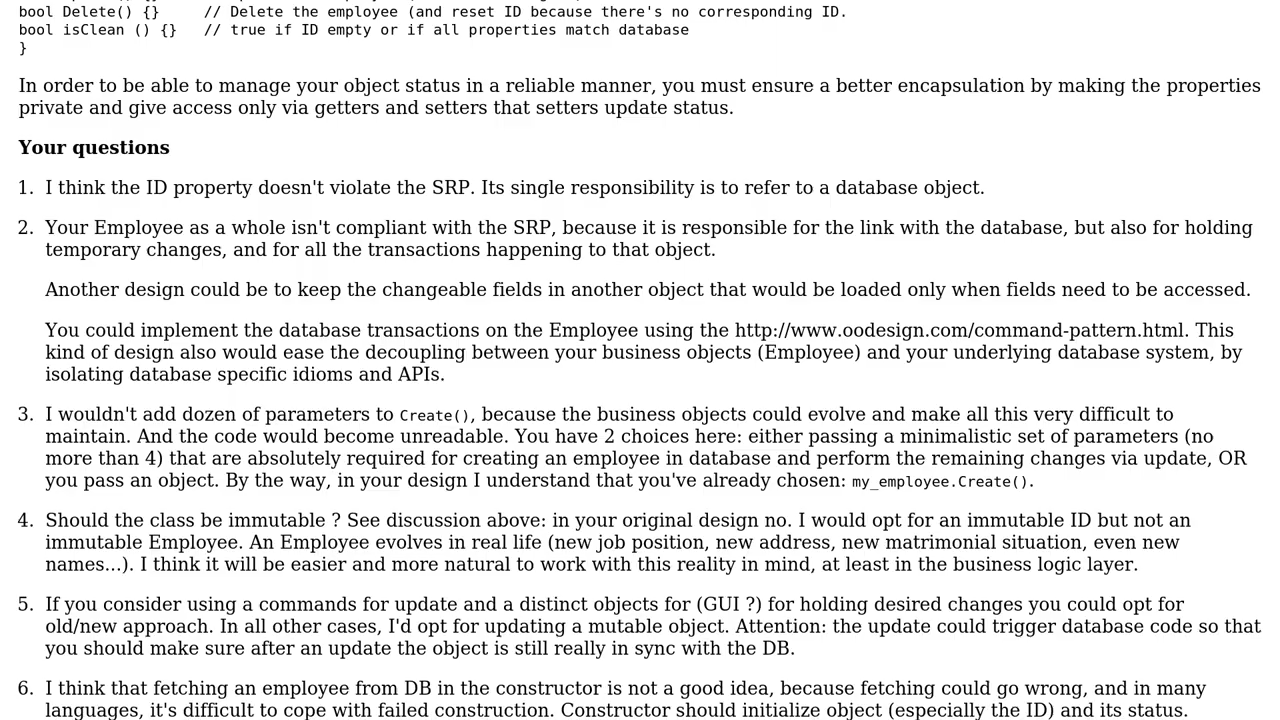 bool Delete() {}     // Delete the employee (and reset ID because there's no corresponding ID.
bool isClean () {}   // true if ID empty or if all properties match database
}
In order to be able to manage your object status in a reliable manner, you must ensure a better encapsulation by making the properties
private and give access only via getters and setters that setters update status.
Your questions
1. I think the ID property doesn't violate the SRP. Its single responsibility is to refer to a database object.
2. Your Employee as a whole isn't compliant with the SRP, because it is responsible for the link with the database, but also for holding
temporary changes, and for all the transactions happening to that object.
Another design could be to keep the changeable fields in another object that would be loaded only when fields need to be accessed.
You could implement the database transactions on the Employee using the http://www.oodesign.com/command-pattern.html. This
kind of design also would ease the decoupling between your business objects (Employee) and your underlying database system, by
isolating database specific idioms and APIs.
3. I wouldn't add dozen of parameters to Create(), because the business objects could evolve and make all this very difficult to
maintain. And the code would become unreadable. You have 2 choices here: either passing a minimalistic set of parameters (no
more than 4) that are absolutely required for creating an employee in database and perform the remaining changes via update, OR
you pass an object. By the way, in your design I understand that you've already chosen: my_employee.Create().
4. Should the class be immutable ? See discussion above: in your original design no. I would opt for an immutable ID but not an
immutable Employee. An Employee evolves in real life (new job position, new address, new matrimonial situation, even new
names...). I think it will be easier and more natural to work with this reality in mind, at least in the business logic layer.
5. If you consider using a commands for update and a distinct objects for (GUI ?) for holding desired changes you could opt for
old/new approach. In all other cases, I'd opt for updating a mutable object. Attention: the update could trigger database code so that
you should make sure after an update the object is still really in sync with the DB.
6. I think that fetching an employee from DB in the constructor is not a good idea, because fetching could go wrong, and in many
languages, it's difficult to cope with failed construction. Constructor should initialize object (especially the ID) and its status.